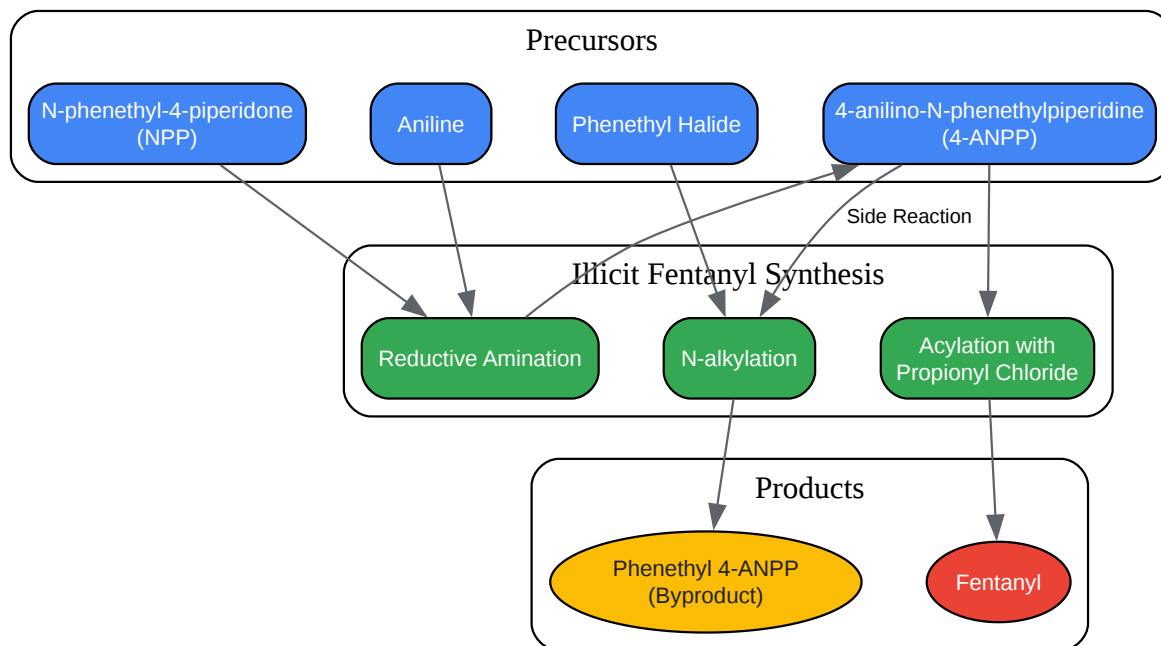 Precursors
N-phenethyl-4-piperidone
(NPP)
Aniline
Phenethyl Halide
4-anilino-N-phenethylpiperidine
(4-ANPP)
Side Reaction
Illicit Fentanyl Synthesis
Reductive Amination
N-alkylation
Acylation with
Propionyl Chloride
Products
Phenethyl 4-ANPP
(Byproduct)
Fentanyl